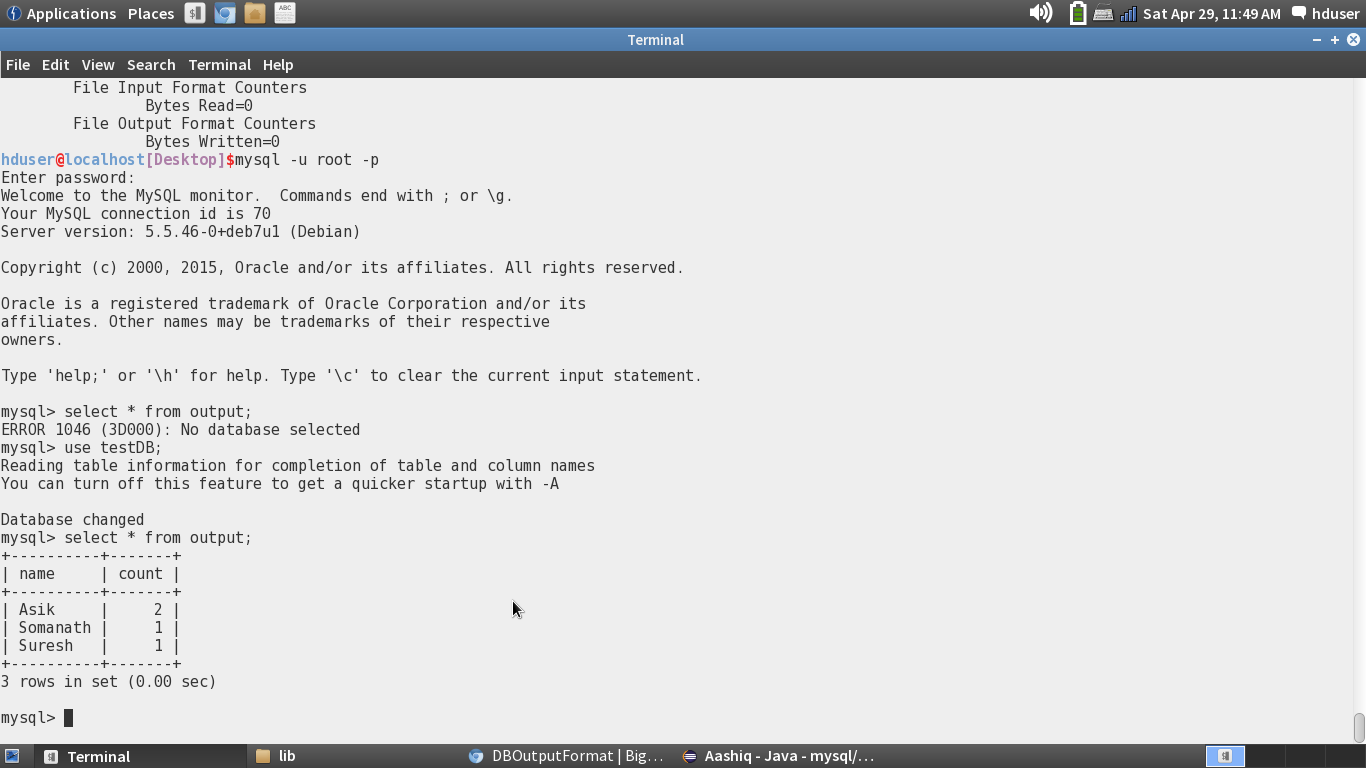 Applications Places Sat Apr 29, 11:49 AM hduser
Terminal
File Edit View Search Terminal Help
File Input Format Counters
Bytes Read=0
File Output Format Counters
Bytes Written=0
hduser@localhost[Desktop]$mysql -u root -p
Enter password:
Welcome to the MySQL monitor.  Commands end with ; or \g.
Your MySQL connection id is 70
Server version: 5.5.46-0+deb7u1 (Debian)
Copyright (c) 2000, 2015, Oracle and/or its affiliates. All rights reserved.
Oracle is a registered trademark of Oracle Corporation and/or its
affiliates. Other names may be trademarks of their respective
owners.
Type 'help;' or '\h' for help. Type '\c' to clear the current input statement.
mysql> select * from output;
ERROR 1046 (3D000): No database selected
mysql> use testDB;
Reading table information for completion of table and column names
You can turn off this feature to get a quicker startup with -A
Database changed
mysql> select * from output;
+----------+-------+
| name     | count |
+----------+-------+
| Asik     |     2 |
| Somanath |     1 |
| Suresh   |     1 |
+----------+-------+
3 rows in set (0.00 sec)
mysql>
Terminal lib DBOutputFormat | Big... Aashiq - Java - mysql/...